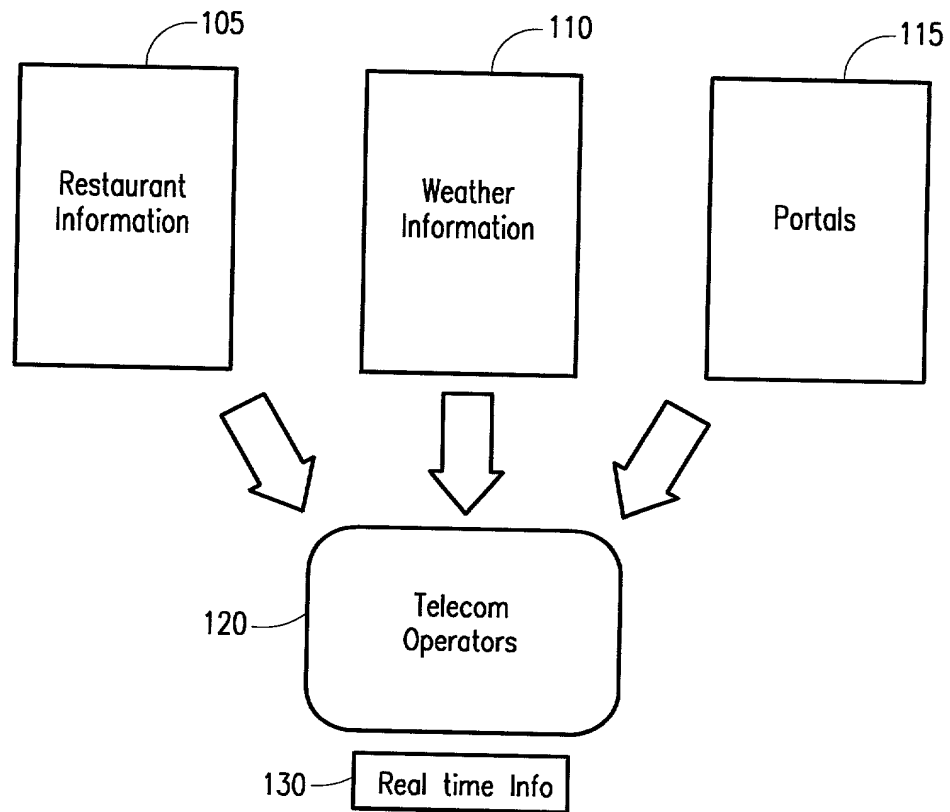 105
110
115
Restaurant
Information
Weather
Information
Portals
120
Telecom
Operators
130
Real time Info